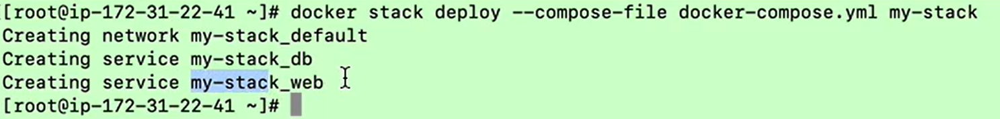 [root@ip-172-31-22-41 ~]# docker stack deploy --compose-file docker-compose.yml my-stack
Creating network my-stack_default
Creating service my-stack_db
Creating service my-stack_web
[root@ip-172-31-22-41 ~]#